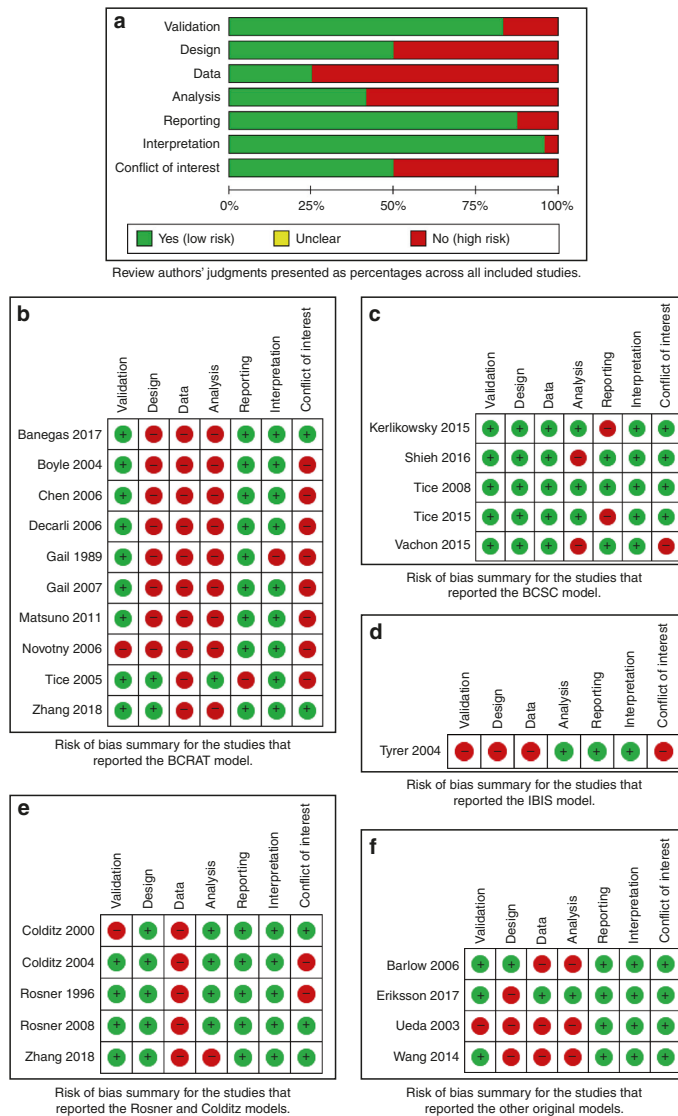 a
Validation
Design
Data
Analysis
Reporting
Interpretation
Conflict of interest
0% 25% 50% 75% 100%
Yes (low risk) Unclear No (high risk)
Review authors' judgments presented as percentages across all included studies.
b
Validation Design Data Analysis Reporting Interpretation Conflict of interest
Banegas 2017 + − − − + + +
Boyle 2004 + − − − + + −
Chen 2006 + − − − + + −
Decarli 2006 + − − − + + −
Gail 1989 + − − − + − −
Gail 2007 + − − − + + −
Matsuno 2011 + − − − + + −
Novotny 2006 − − − − + + −
Tice 2005 + + − + − + −
Zhang 2018 + + − − + + +
Risk of bias summary for the studies that
reported the BCRAT model.
c
Validation Design Data Analysis Reporting Interpretation Conflict of interest
Kerlikowsky 2015 + + + + − + +
Shieh 2016 + + + − + + +
Tice 2008 + + + + + + +
Tice 2015 + + + + − + +
Vachon 2015 + + + − + + −
Risk of bias summary for the studies that
reported the BCSC model.
d
Validation Design Data Analysis Reporting Interpretation Conflict of interest
Tyrer 2004 − − − + + + −
Risk of bias summary for the studies that
reported the IBIS model.
e
Validation Design Data Analysis Reporting Interpretation Conflict of interest
Colditz 2000 − + − + + + +
Colditz 2004 + + − + + + −
Rosner 1996 + + − + + + −
Rosner 2008 + + − + + + +
Zhang 2018 + + − − + + +
Risk of bias summary for the studies that
reported the Rosner and Colditz models.
f
Validation Design Data Analysis Reporting Interpretation Conflict of interest
Barlow 2006 + + − − + + +
Eriksson 2017 + − + + + + +
Ueda 2003 − − − − + + +
Wang 2014 + − − − + + +
Risk of bias summary for the studies that
reported the other original models.